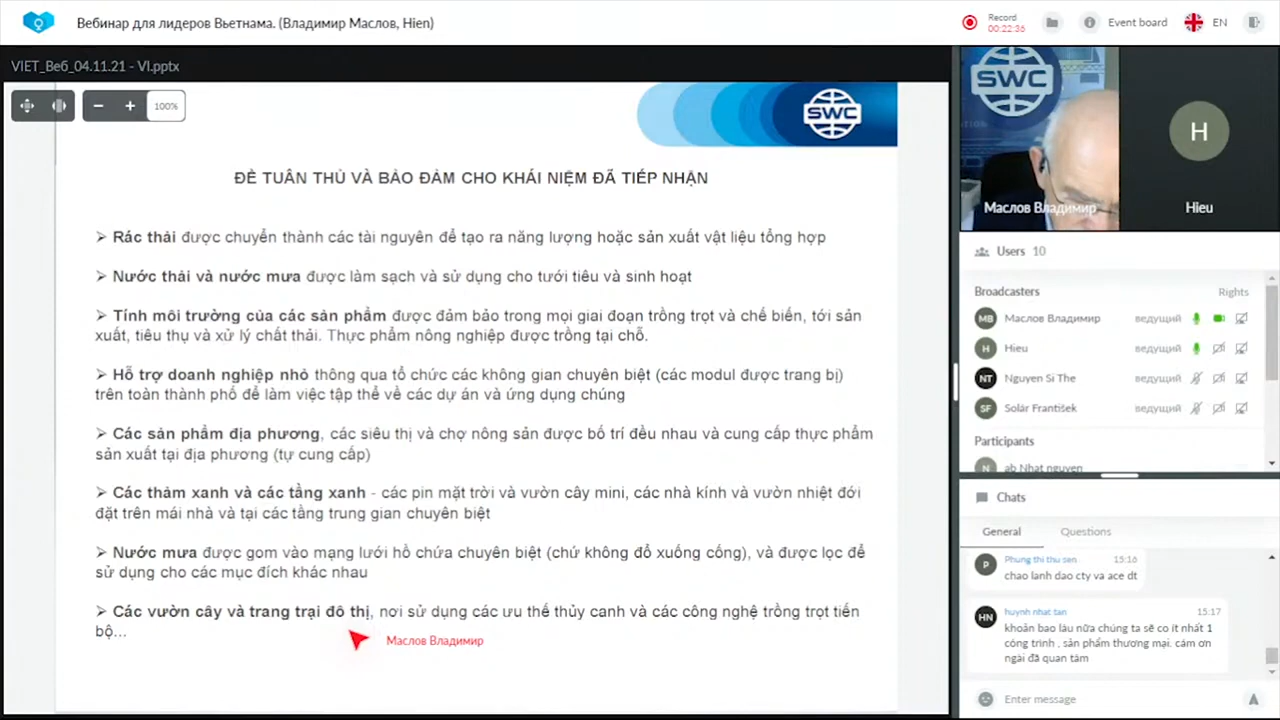 Вебинар для лидеров Вьетнама. (Владимир Маслов, Hien)
Record
00:22:36
Event board
EN
VIET_Веб_04.11.21 - VI.pptx
100%
SWC
ĐỂ TUÂN THỦ VÀ BẢO ĐẢM CHO KHÁI NIỆM ĐÃ TIẾP NHẬN
➢ Rác thải được chuyển thành các tài nguyên để tạo ra năng lượng hoặc sản xuất vật liệu tổng hợp
➢ Nước thải và nước mưa được làm sạch và sử dụng cho tưới tiêu và sinh hoạt
➢ Tính môi trường của các sản phẩm được đảm bảo trong mọi giai đoạn trồng trọt và chế biến, tới sản
xuất, tiêu thụ và xử lý chất thải. Thực phẩm nông nghiệp được trồng tại chỗ.
➢ Hỗ trợ doanh nghiệp nhỏ thông qua tổ chức các không gian chuyên biệt (các modul được trang bị)
trên toàn thành phố để làm việc tập thể về các dự án và ứng dụng chúng
➢ Các sản phẩm địa phương, các siêu thị và chợ nông sản được bố trí đều nhau và cung cấp thực phẩm
sản xuất tại địa phương (tự cung cấp)
➢ Các thảm xanh và các tầng xanh - các pin mặt trời và vườn cây mini, các nhà kính và vườn nhiệt đới
đặt trên mái nhà và tại các tầng trung gian chuyên biệt
➢ Nước mưa được gom vào mạng lưới hồ chứa chuyên biệt (chứ không đổ xuống cống), và được lọc để
sử dụng cho các mục đích khác nhau
➢ Các vườn cây và trang trại đô thị, nơi sử dụng các ưu thế thủy canh và các công nghệ trồng trọt tiến
bộ...
Маслов Владимир
SWC
Маслов Владимир
H
Hieu
Users 10
Broadcasters Rights
МВ Маслов Владимир ведущий
H Hieu ведущий
NT Nguyen Si The ведущий
SF Solár František ведущий
Participants
N ab Nhat nguyen
Chats
General Questions
P Phung thi thu sen 15:16
chao lanh dao cty va ace dt
HN huynh nhat tan 15:17
khoản bao lâu nữa chúng ta sẽ co ít nhất 1
công trình , sản phẩm thương mại. cám ơn
ngài đã quan tâm
Enter message